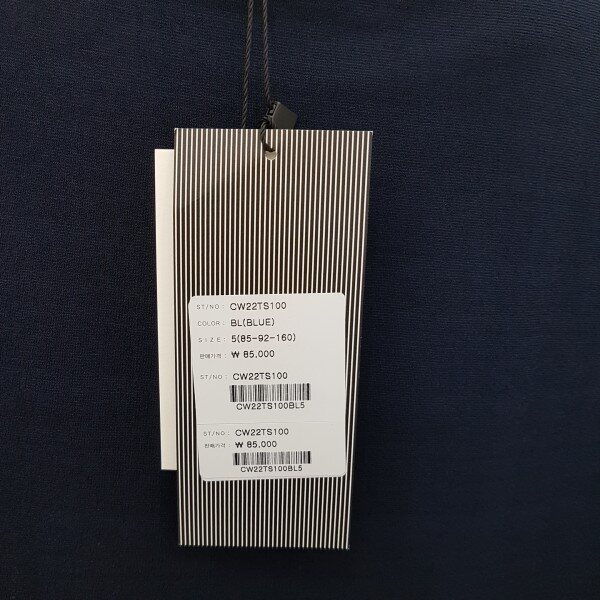 ST/NO: CW22TS100
COLOR: BL(BLUE)
SIZE: 5(85-92-160)
판매가격: ₩ 85,000
ST/NO: CW22TS100
CW22TS100BL5
ST/NO: CW22TS100
판매가격: ₩ 85,000
CW22TS100BL5